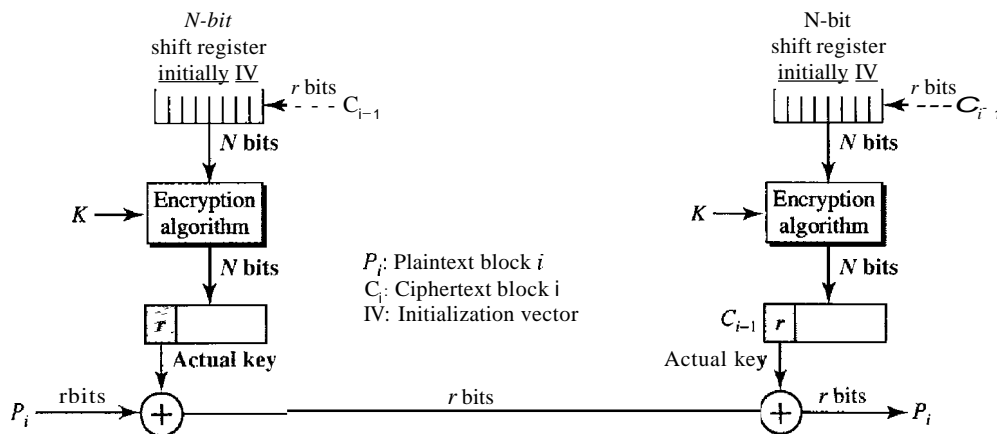 N-bit
shift register
initially IV
r bits
C_{i-1}
N bits
K
Encryption
algorithm
N bits
r
Actual key
P_i
rbits
+
r bits
P_i: Plaintext block i
C_i: Ciphertext block i
IV: Initialization vector
N-bit
shift register
initially IV
r bits
C_{i-1}
N bits
K
Encryption
algorithm
N bits
C_{i-1}
r
Actual key
+
r bits
P_i